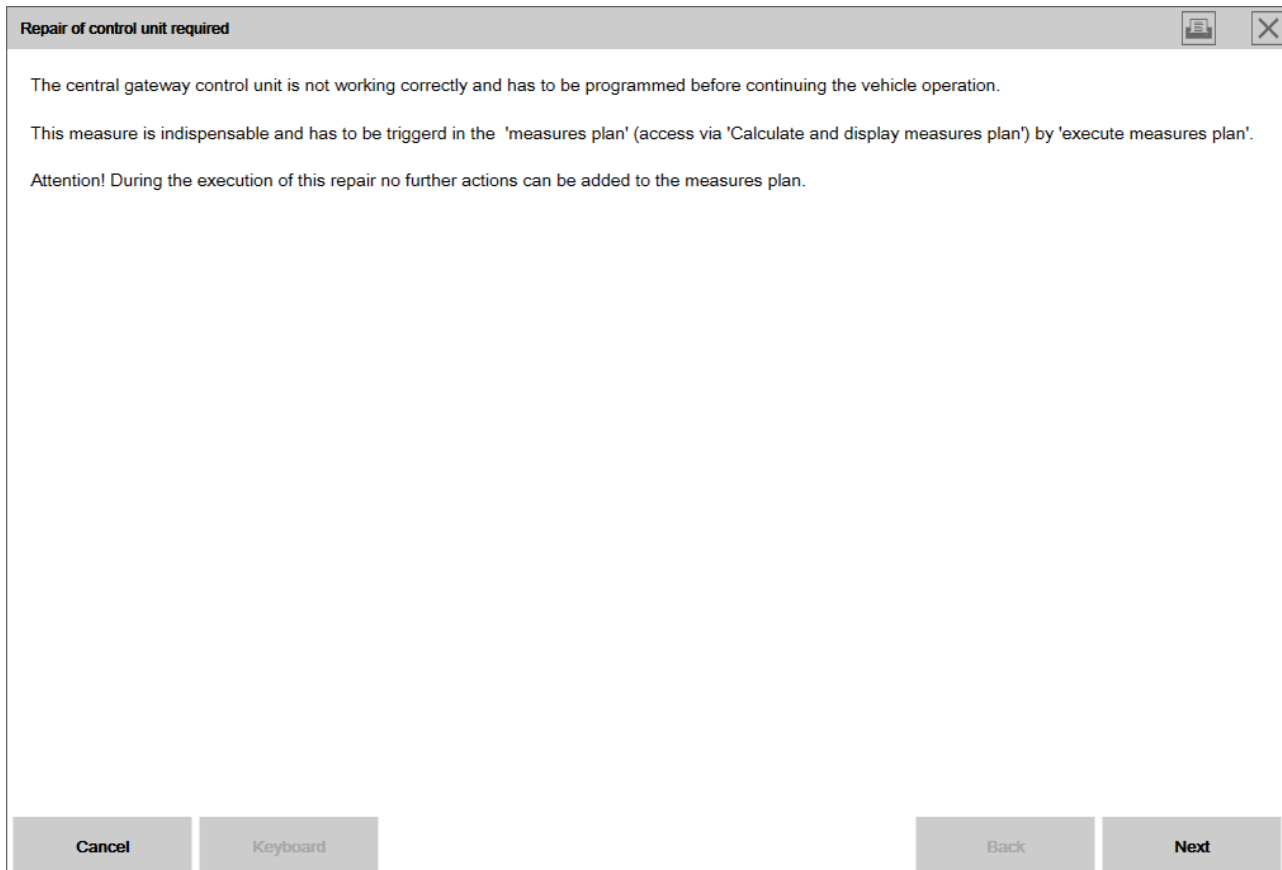 Repair of control unit required
The central gateway control unit is not working correctly and has to be programmed before continuing the vehicle operation.
This measure is indispensable and has to be triggerd in the  'measures plan' (access via 'Calculate and display measures plan') by 'execute measures plan'.
Attention! During the execution of this repair no further actions can be added to the measures plan.
Cancel
Keyboard
Back
Next